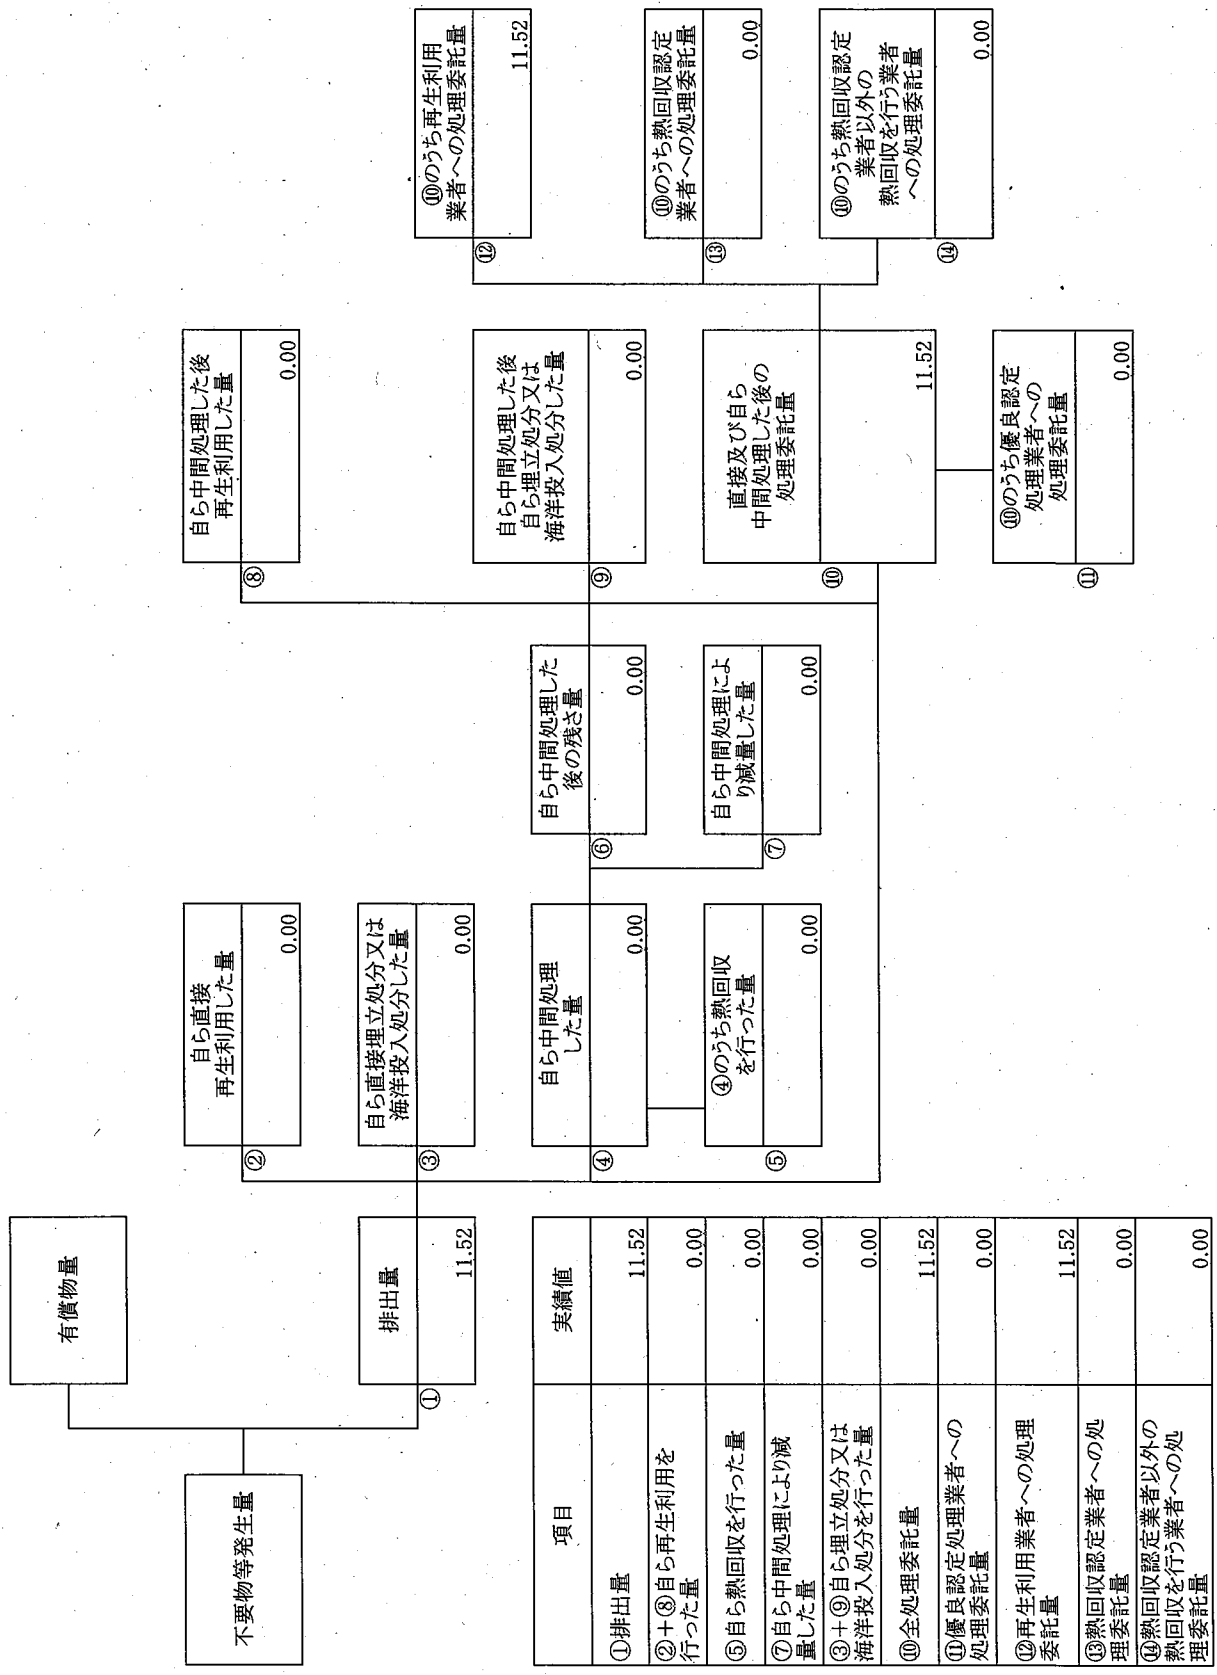 有償物量
不要物等発生量
排出量
①
11.52
②
自ら直接
再生利用した量
0.00
③
自ら直接埋立処分又は
海洋投入処分した量
0.00
④
自ら中間処理
した量
0.00
⑤
④のうち熱回収
を行った量
0.00
⑥
自ら中間処理した
後の残さ量
0.00
⑦
自ら中間処理によ
り減量した量
0.00
⑧
自ら中間処理した後
再生利用した量
0.00
⑨
自ら中間処理した後
自ら埋立処分又は
海洋投入処分した量
0.00
⑩
直接及び自ら
中間処理した後の
処理委託量
11.52
⑪
⑩のうち優良認定
処理業者への
処理委託量
0.00
⑫
⑩のうち再生利用
業者への処理委託量
11.52
⑬
⑩のうち熱回収認定
業者への処理委託量
0.00
⑭
⑩のうち熱回収認定
業者以外の
熱回収を行う業者
への処理委託量
0.00
項目
実績値
①排出量
11.52
②+⑧自ら再生利用を
行った量
0.00
⑤自ら熱回収を行った量
0.00
⑦自ら中間処理により減
量した量
0.00
③+⑨自ら埋立処分又は
海洋投入処分を行った量
0.00
⑩全処理委託量
11.52
⑪優良認定処理業者への
処理委託量
0.00
⑫再生利用業者への処理
委託量
11.52
⑬熱回収認定業者への処
理委託量
0.00
⑭熱回収認定業者以外の
熱回収を行う業者への処
理委託量
0.00